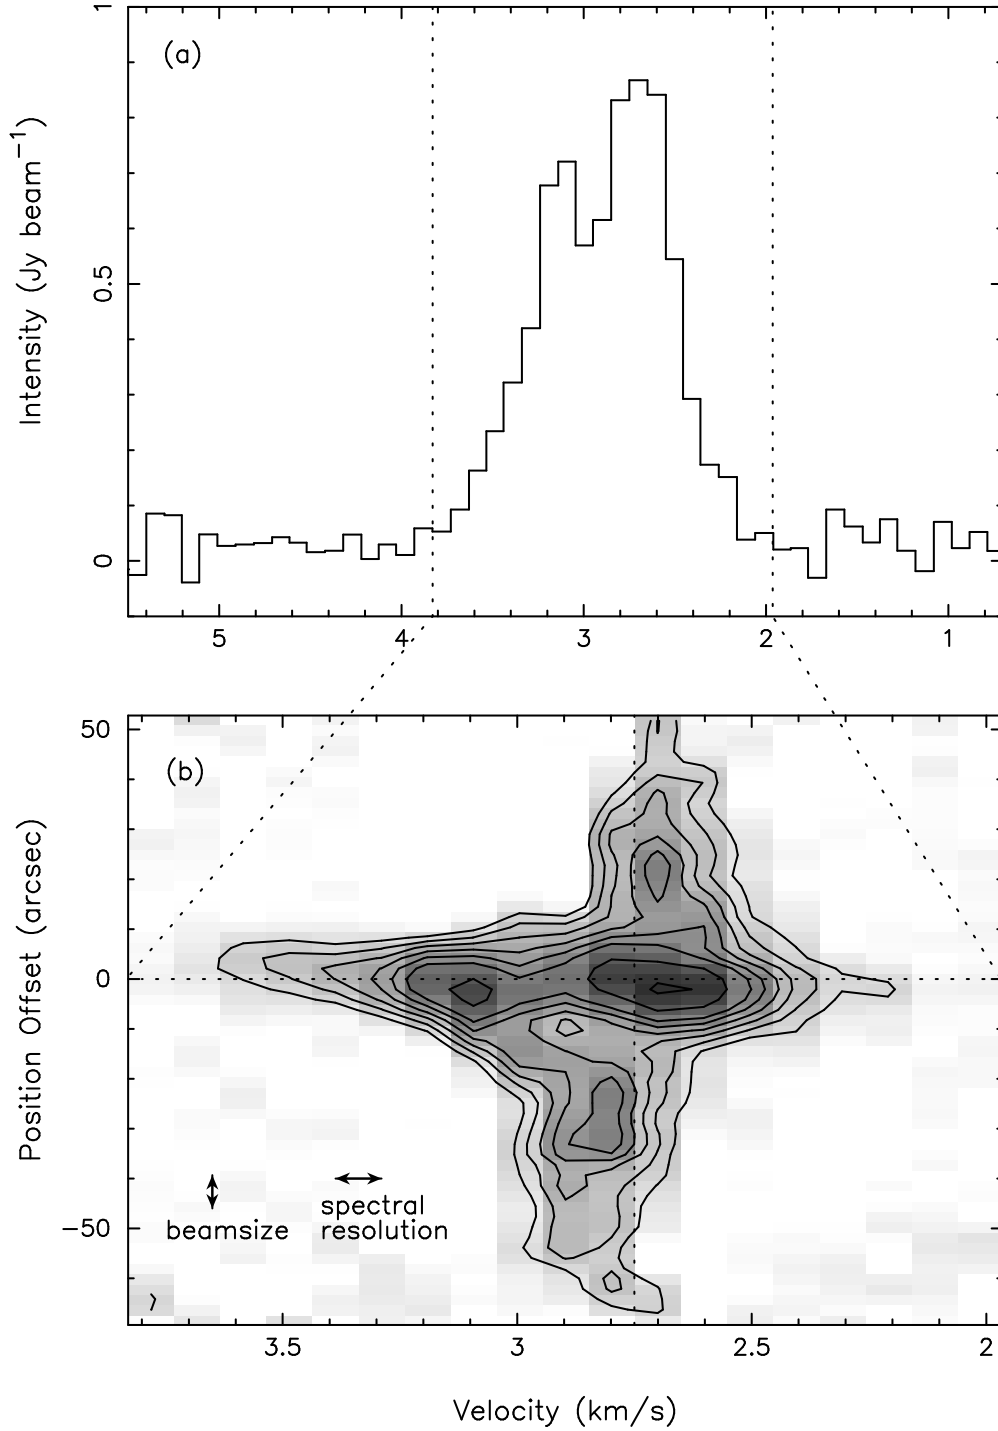 (a)
Intensity (Jy beam−1)
1
0.5
0
5 4 3 2 1
(b)
Position Offset (arcsec)
50
0
−50
beamsize
spectral
resolution
3.5 3 2.5 2
Velocity (km/s)